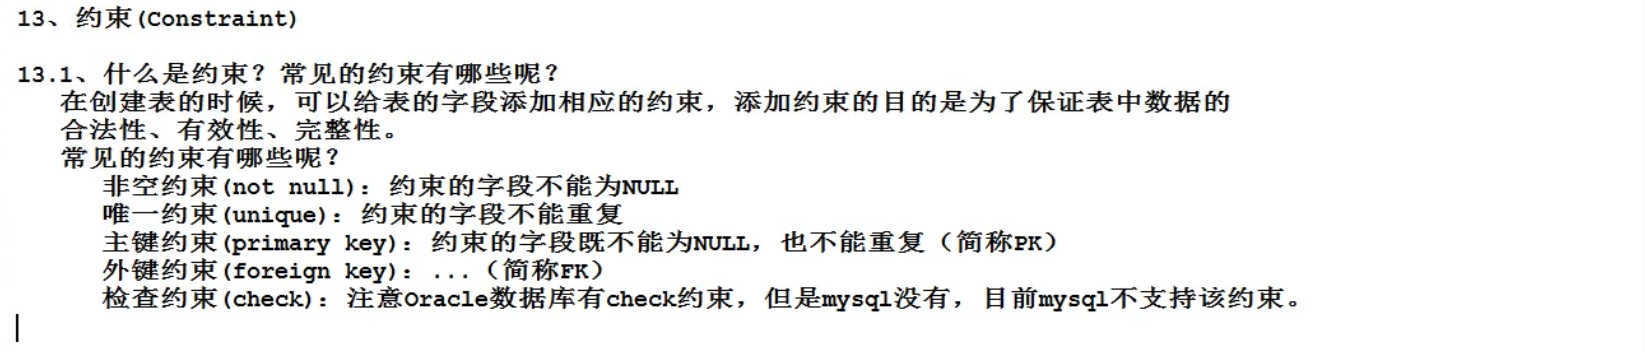 13、约束(Constraint)
13.1、什么是约束？常见的约束有哪些呢？
在创建表的时候，可以给表的字段添加相应的约束，添加约束的目的是为了保证表中数据的
合法性、有效性、完整性。
常见的约束有哪些呢？
非空约束(not null)：约束的字段不能为NULL
唯一约束(unique)：约束的字段不能重复
主键约束(primary key)：约束的字段既不能为NULL，也不能重复（简称PK）
外键约束(foreign key)：...（简称FK）
检查约束(check)：注意Oracle数据库有check约束，但是mysql没有，目前mysql不支持该约束。